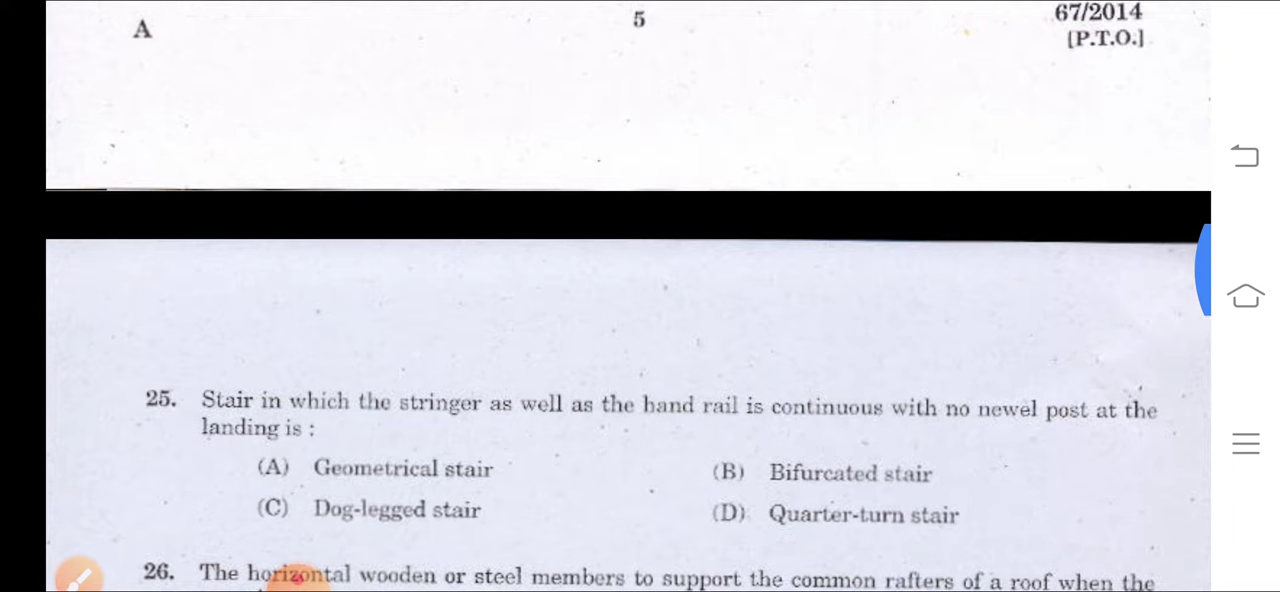 A
5
67/2014
[P.T.O.]
25. Stair in which the stringer as well as the hand rail is continuous with no newel post at the
landing is :
(A) Geometrical stair
(B) Bifurcated stair
(C) Dog-legged stair
(D) Quarter-turn stair
26. The horizontal wooden or steel members to support the common rafters of a roof when the